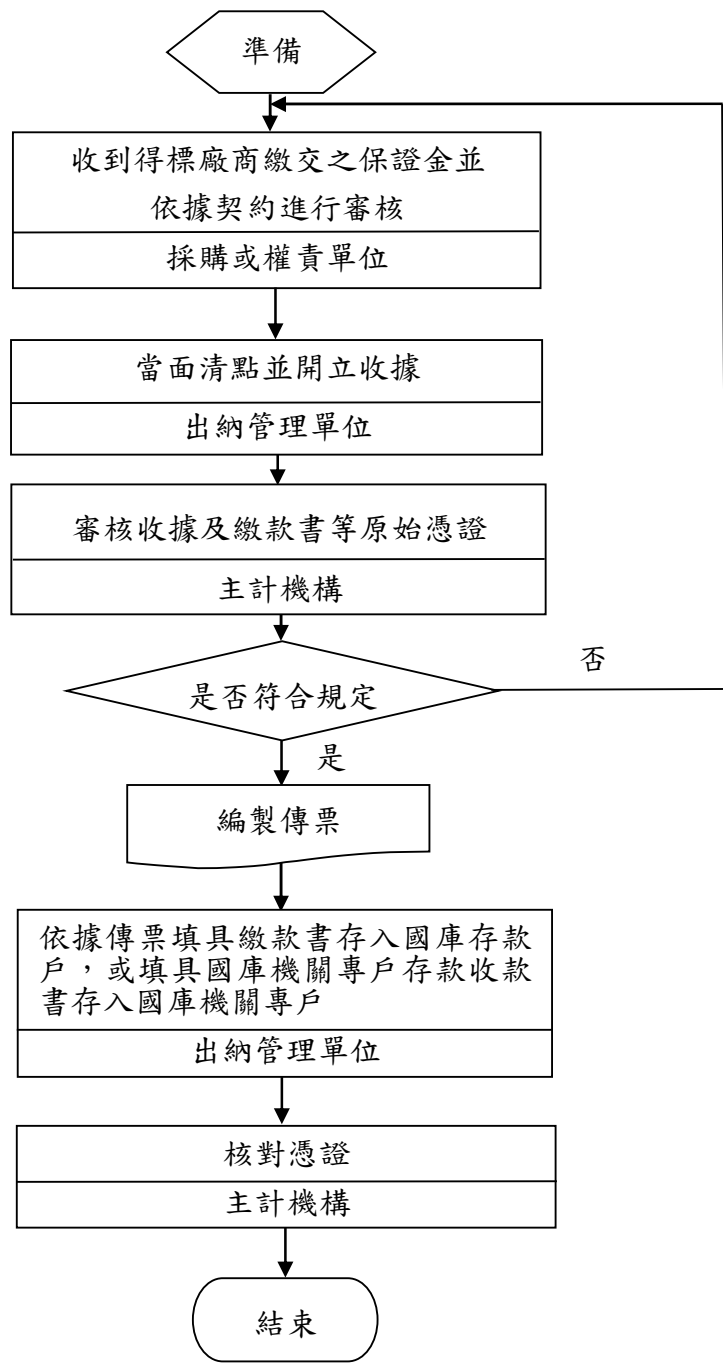 準備
收到得標廠商繳交之保證金並
依據契約進行審核
採購或權責單位
當面清點並開立收據
出納管理單位
審核收據及繳款書等原始憑證
主計機構
是否符合規定
否
是
編製傳票
依據傳票填具繳款書存入國庫存款
戶，或填具國庫機關專戶存款收款
書存入國庫機關專戶
出納管理單位
核對憑證
主計機構
結束